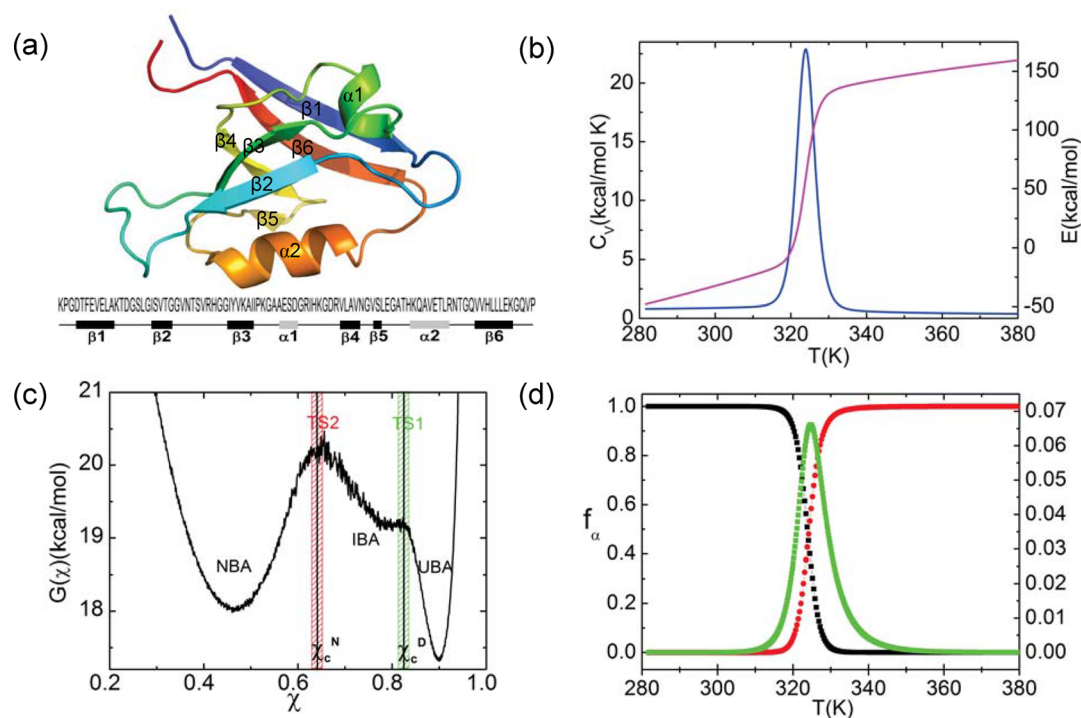 (a)
β1
α1
β4
β3
β6
β2
β5
α2
KPGDTFEVELAKTDGSLGISVTGGVNTSVRHGGIYVKAIIPKGAAESDGRIHKGDRVLAVNGVSLEGATHKQAVETLRNTGQVVHLLLEKGQVP
β1 β2 β3 α1 β4 β5 α2 β6
(b)
20
15
10
5
0
C_V(kcal/mol K)
150
100
50
0
-50
E(kcal/mol)
280 300 320 340 360 380
T(K)
(c)
21
20
19
18
G(χ)(kcal/mol)
TS2 TS1
NBA IBA UBA
χ_c^N χ_c^D
0.2 0.4 0.6 0.8 1.0
χ
(d)
1.0
0.8
0.6
0.4
0.2
0.0
f_α
0.07
0.06
0.05
0.04
0.03
0.02
0.01
0.00
280 300 320 340 360 380
T(K)